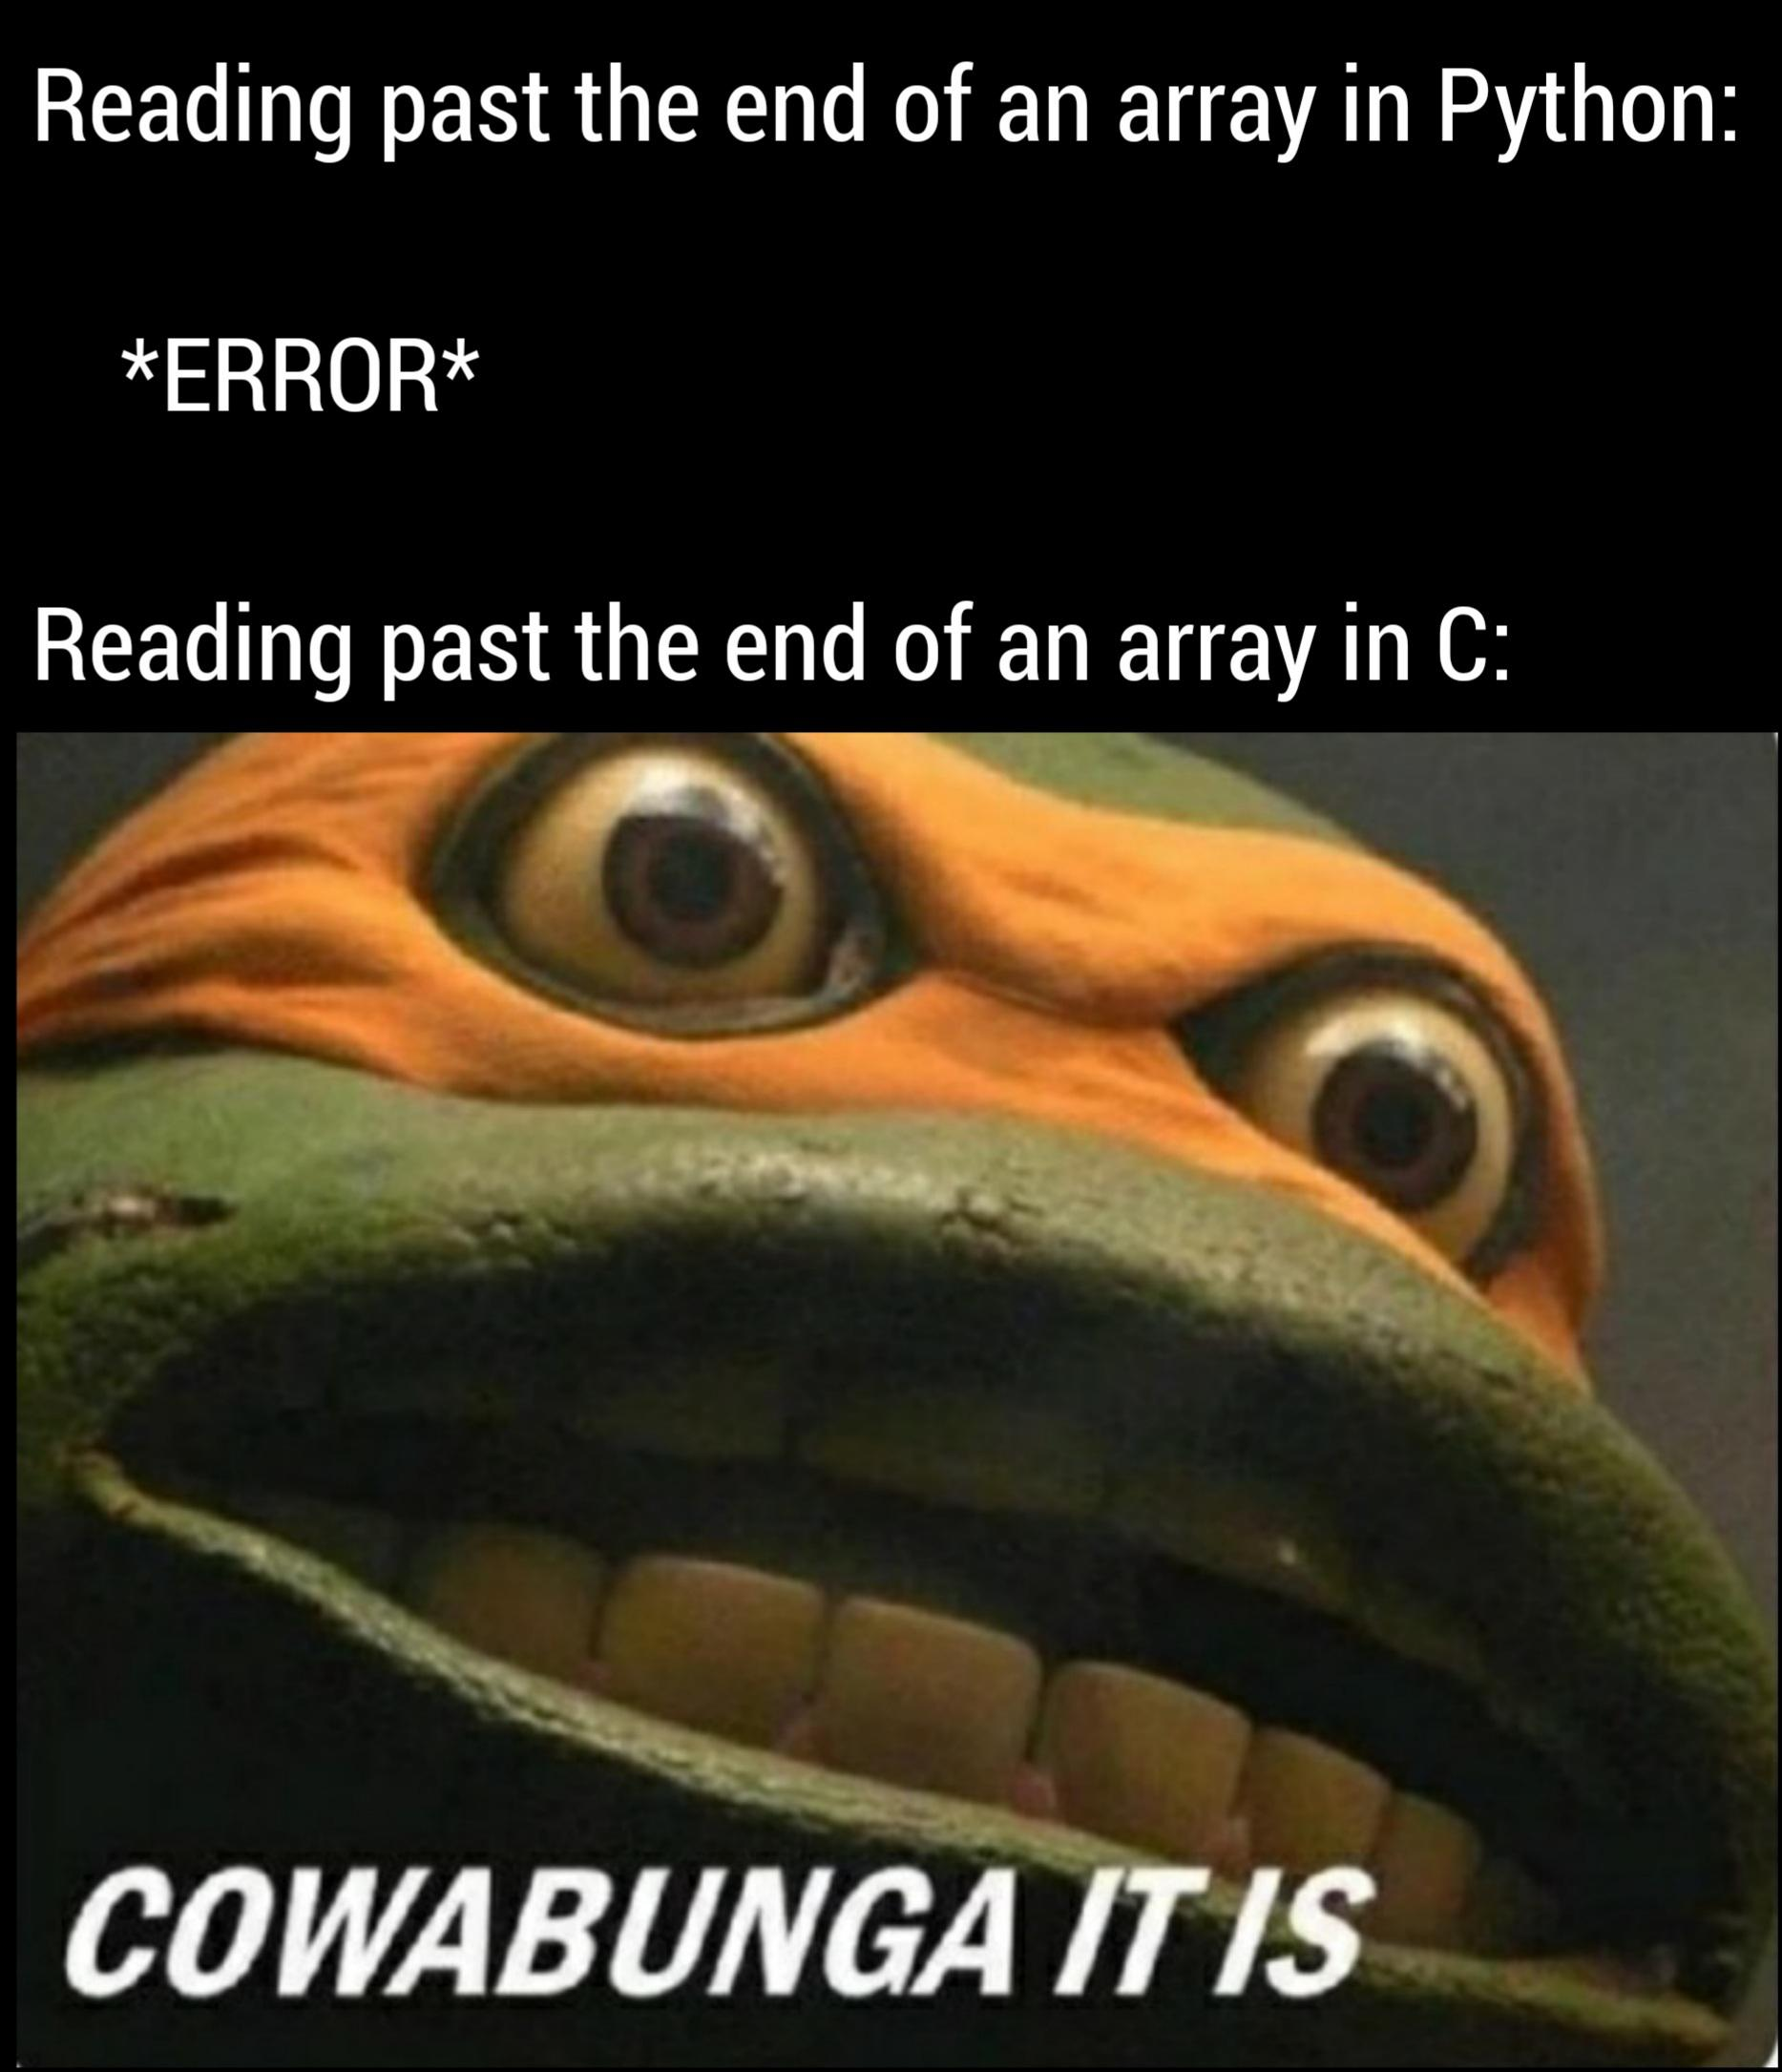 Reading past the end of an array in Python:
*ERROR*
Reading past the end of an array in C:
COWABUNGA IT IS